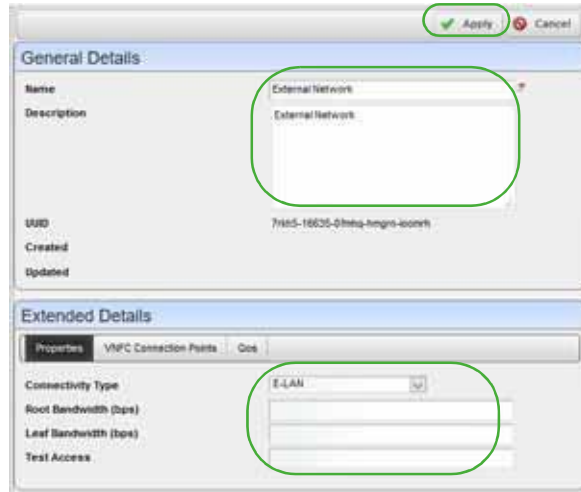 Apply Cancel
General Details
Name External Network *
Description External Network
UUID
Created
Updated
Extended Details
Properties VNFC Connection Points Qos
Connectivity Type E-LAN
Root Bandwidth (bps)
Leaf Bandwidth (bps)
Test Access